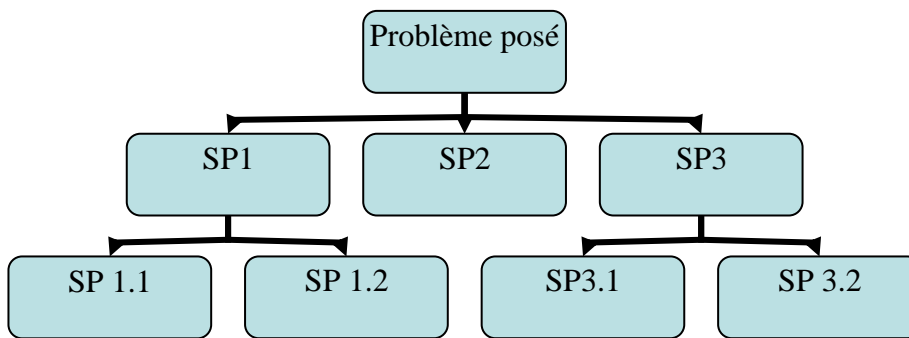 Problème posé
SP1
SP2
SP3
SP 1.1
SP 1.2
SP3.1
SP 3.2